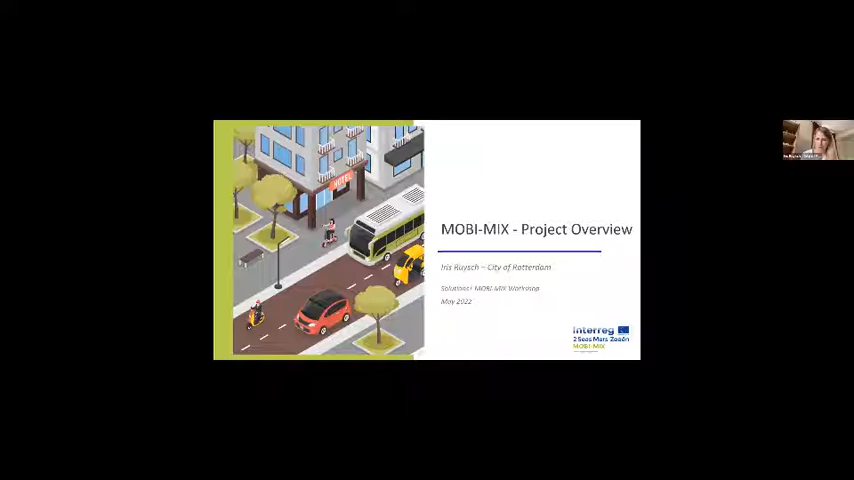 HOTEL
MOBI-MIX - Project Overview
Iris Ruysch – City of Rotterdam
Solutions+ MOBI-MIX Workshop
May 2022
Interreg
2 Seas Mers Zeeën
MOBI-MIX